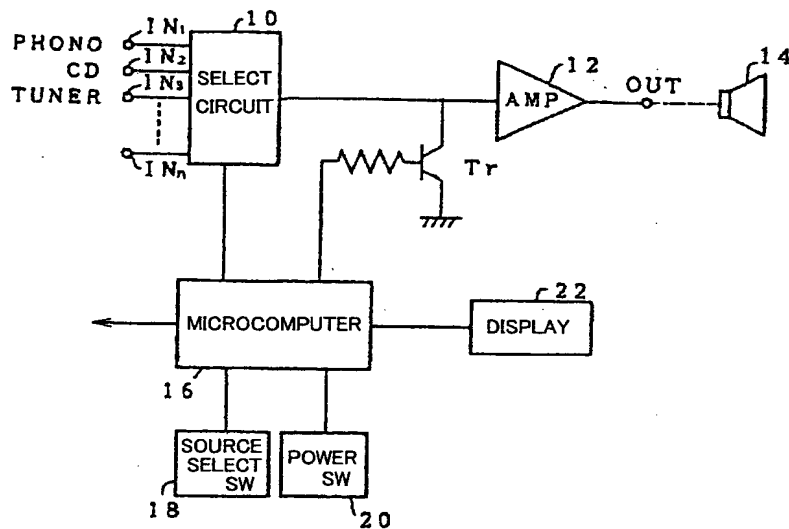 PHONO
CD
TUNER
IN1
IN2
IN3
INn
10
SELECT
CIRCUIT
12
AMP
OUT
14
Tr
MICROCOMPUTER
16
22
DISPLAY
SOURCE
SELECT
SW
18
POWER
SW
20